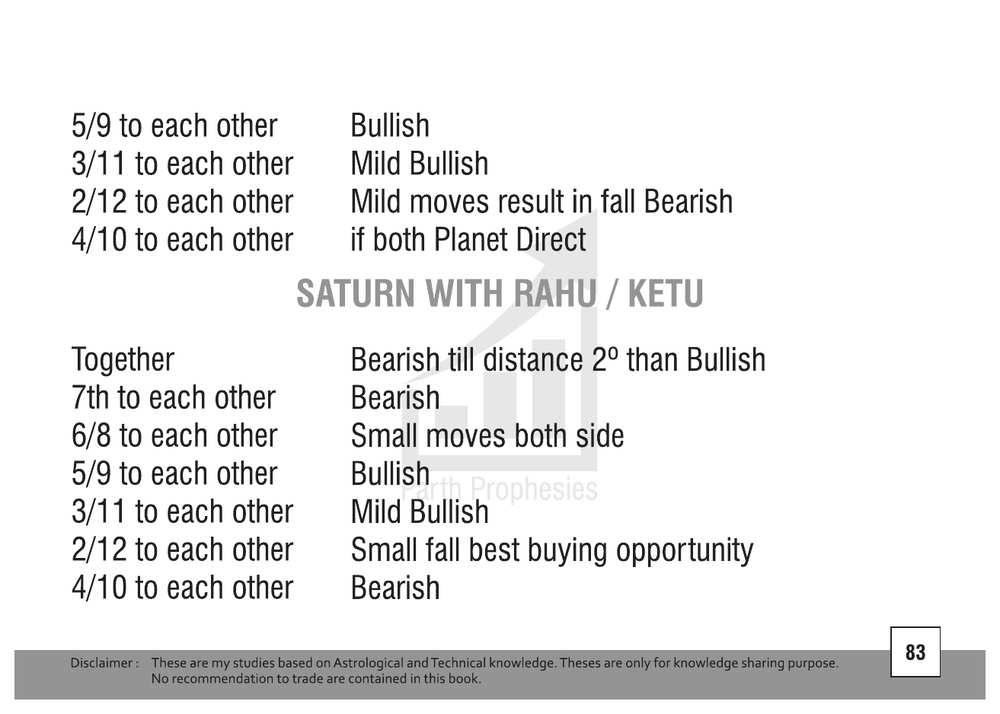 5/9 to each other Bullish
3/11 to each other Mild Bullish
2/12 to each other Mild moves result in fall Bearish
4/10 to each other if both Planet Direct
SATURN WITH RAHU / KETU
Together Bearish till distance 2º than Bullish
7th to each other Bearish
6/8 to each other Small moves both side
5/9 to each other Bullish
Parth Prophesies
3/11 to each other Mild Bullish
2/12 to each other Small fall best buying opportunity
4/10 to each other Bearish
Disclaimer : These are my studies based on Astrological and Technical knowledge. Theses are only for knowledge sharing purpose.
No recommendation to trade are contained in this book.
83